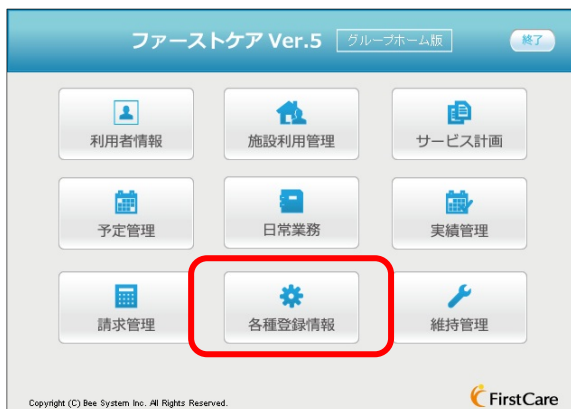 ファーストケア Ver.5 グループホーム版 終了
利用者情報 施設利用管理 サービス計画
予定管理 日常業務 実績管理
請求管理 各種登録情報 維持管理
Copyright (C) Bee System Inc. All Rights Reserved. FirstCare